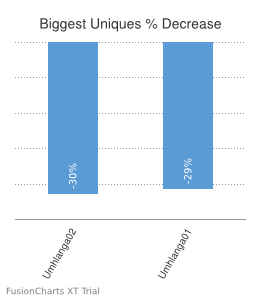 Biggest Uniques % Decrease
-30%
-29%
Umhlanga02
Umhlanga01
FusionCharts XT Trial